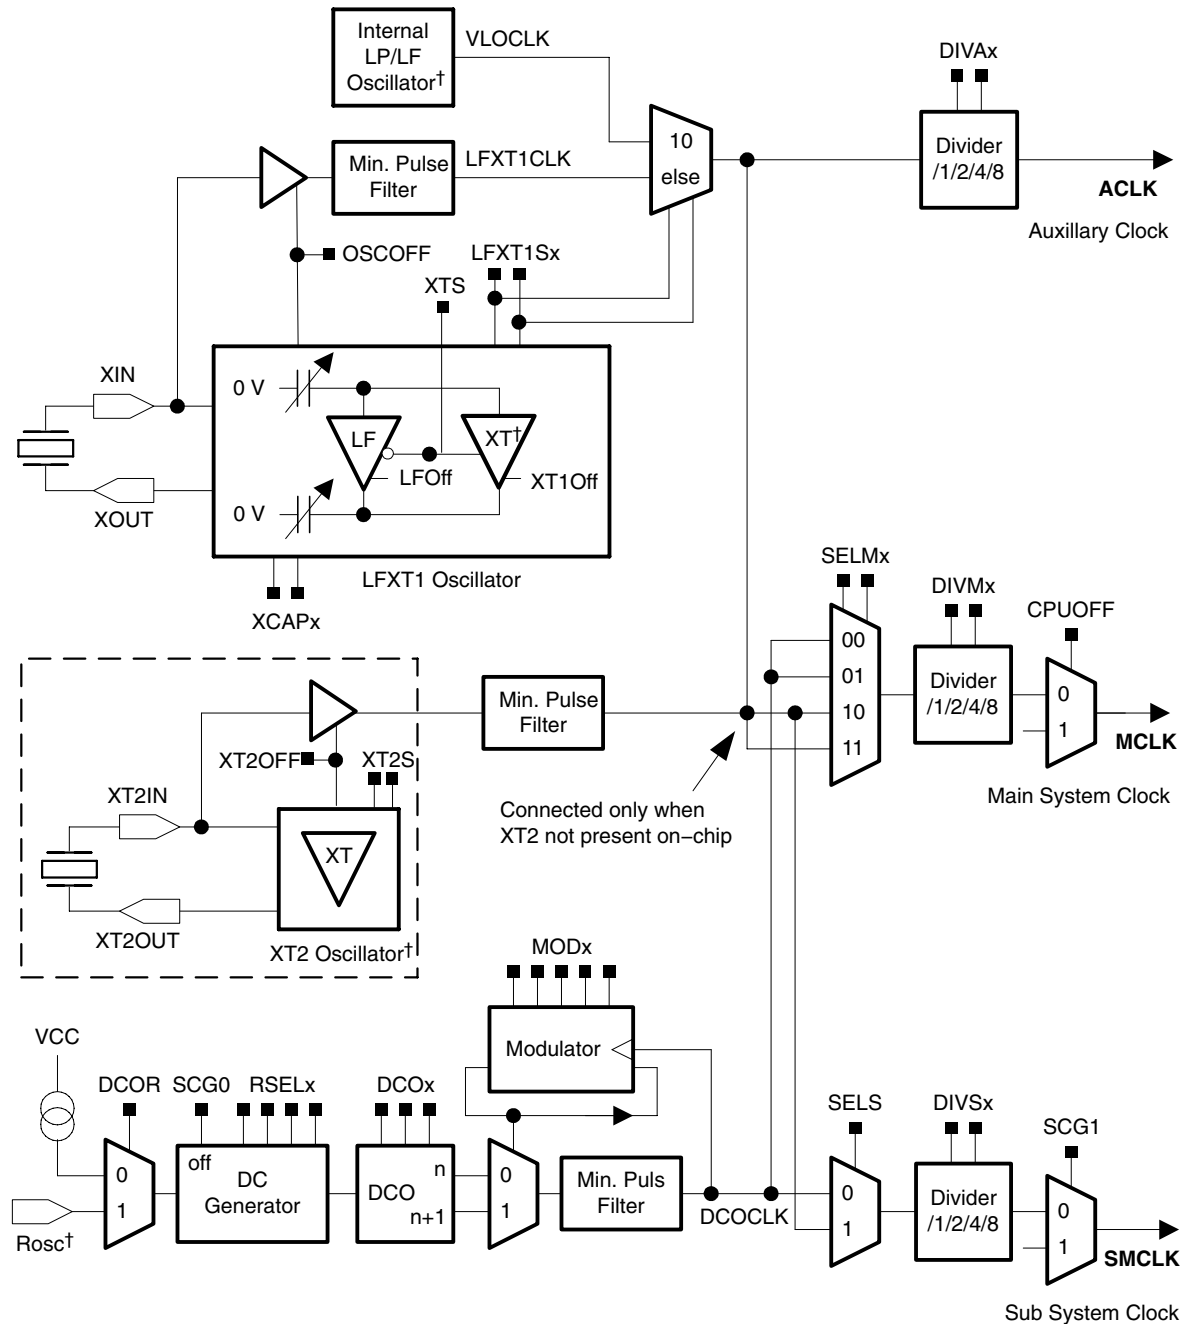 Internal
LP/LF
Oscillator†
VLOCLK
DIVAx
10
else
Divider
/1/2/4/8
ACLK
Auxillary Clock
Min. Pulse
Filter
LFXT1CLK
OSCOFF
LFXT1Sx
XTS
XIN
0 V
LF
XT†
LFOff
XT1Off
0 V
XOUT
LFXT1 Oscillator
XCAPx
SELMx
DIVMx
CPUOFF
00
01
10
11
Divider
/1/2/4/8
0
1
MCLK
Main System Clock
Min. Pulse
Filter
XT2OFF
XT2S
XT2IN
XT
XT2OUT
XT2 Oscillator†
Connected only when
XT2 not present on−chip
MODx
Modulator
VCC
DCOR
SCG0
RSELx
DCOx
0
1
Rosc†
off
DC
Generator
n
DCO
n+1
0
1
Min. Puls
Filter
DCOCLK
SELS
DIVSx
SCG1
0
1
Divider
/1/2/4/8
0
1
SMCLK
Sub System Clock